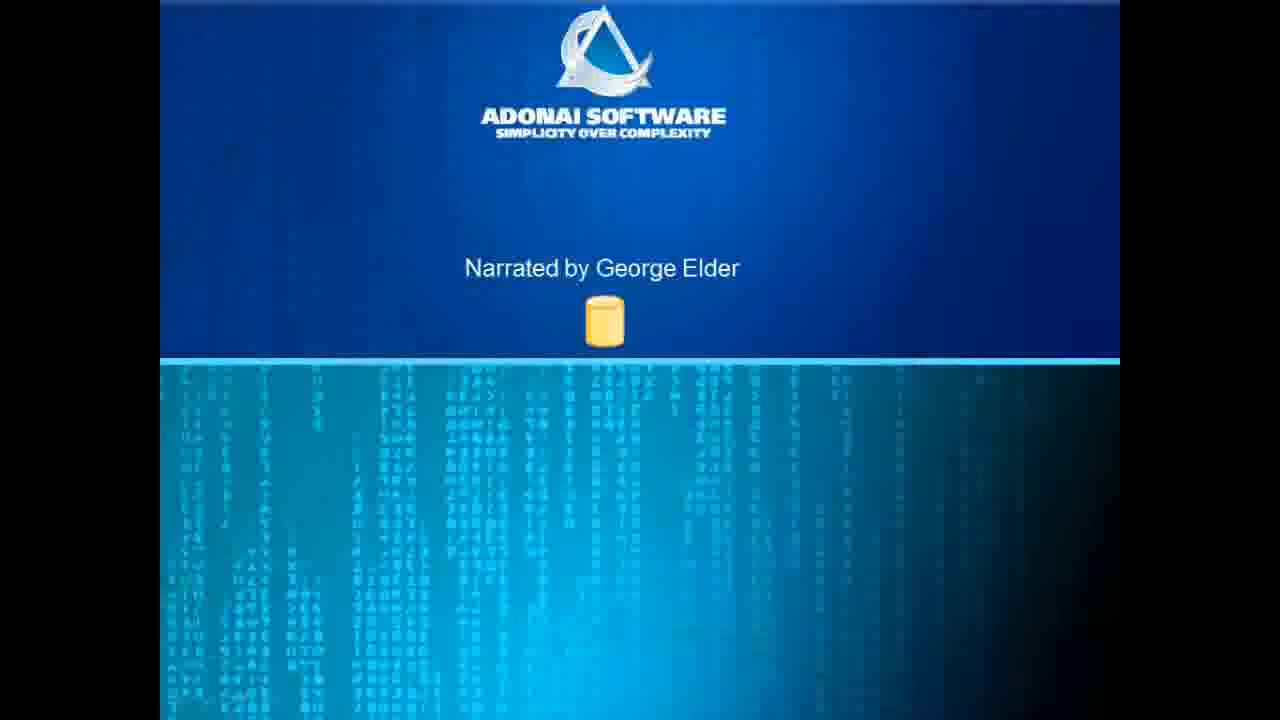 ADONAI SOFTWARE
SIMPLICITY OVER COMPLEXITY
Narrated by George Elder